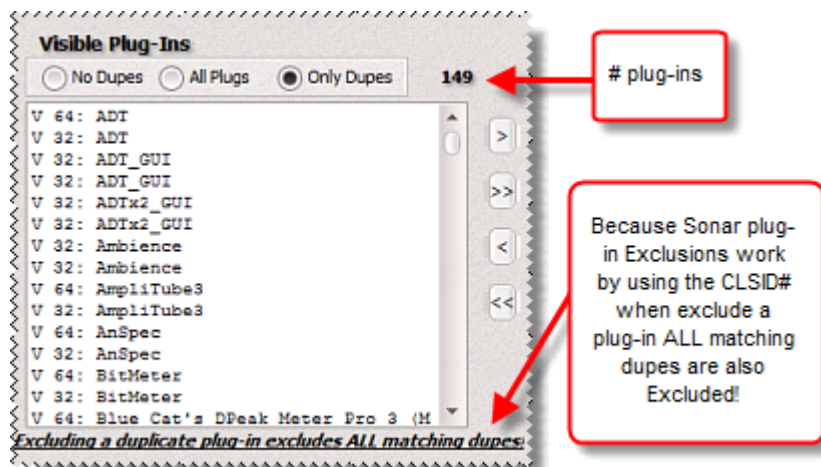 Visible Plug-Ins
No Dupes All Plugs Only Dupes 149
V 64: ADT
V 32: ADT
V 32: ADT_GUI
V 32: ADT_GUI
V 32: ADTx2_GUI
V 32: ADTx2_GUI
V 32: Ambience
V 32: Ambience
V 64: AmpliTube3
V 32: AmpliTube3
V 64: AnSpec
V 32: AnSpec
V 64: BitMeter
V 32: BitMeter
V 64: Blue Cat's DPeak Meter Pro 3 (M
>
>>
<
<<
Excluding a duplicate plug-in excludes ALL matching dupes!
# plug-ins
Because Sonar plug-
in Exclusions work
by using the CLSID#
when exclude a
plug-in ALL matching
dupes are also
Excluded!